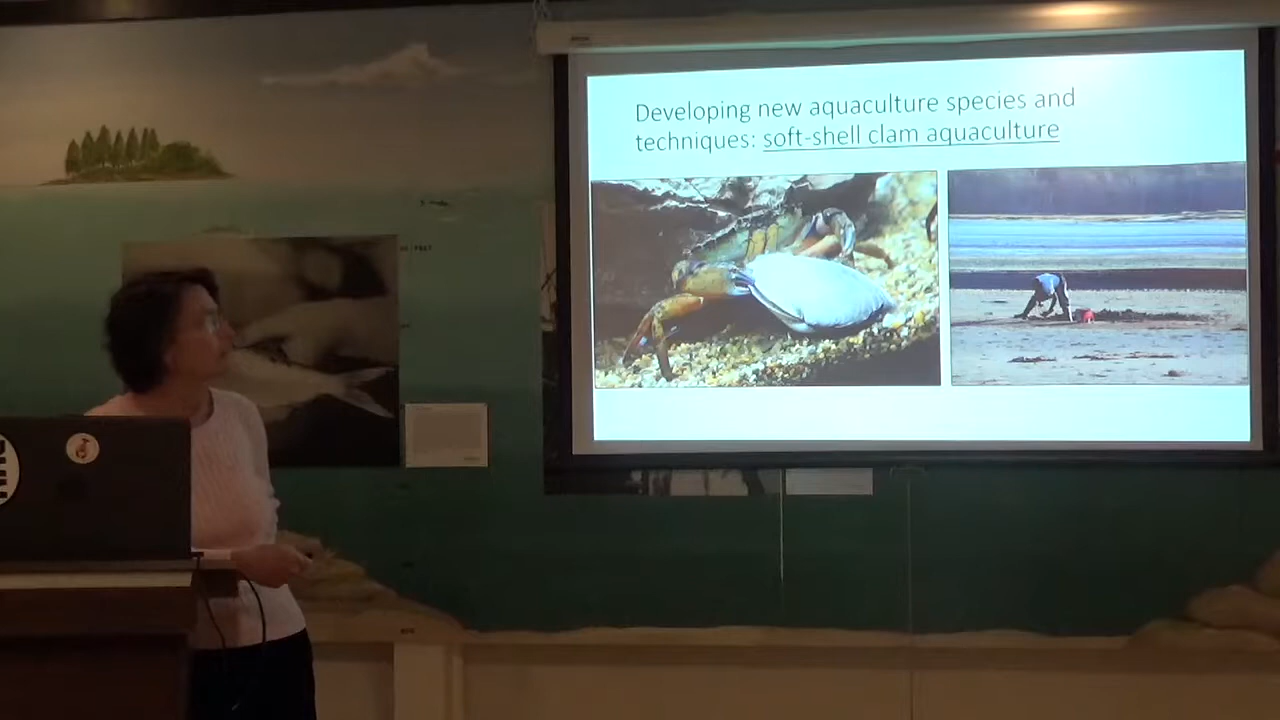 Developing new aquaculture species and
techniques: soft-shell clam aquaculture